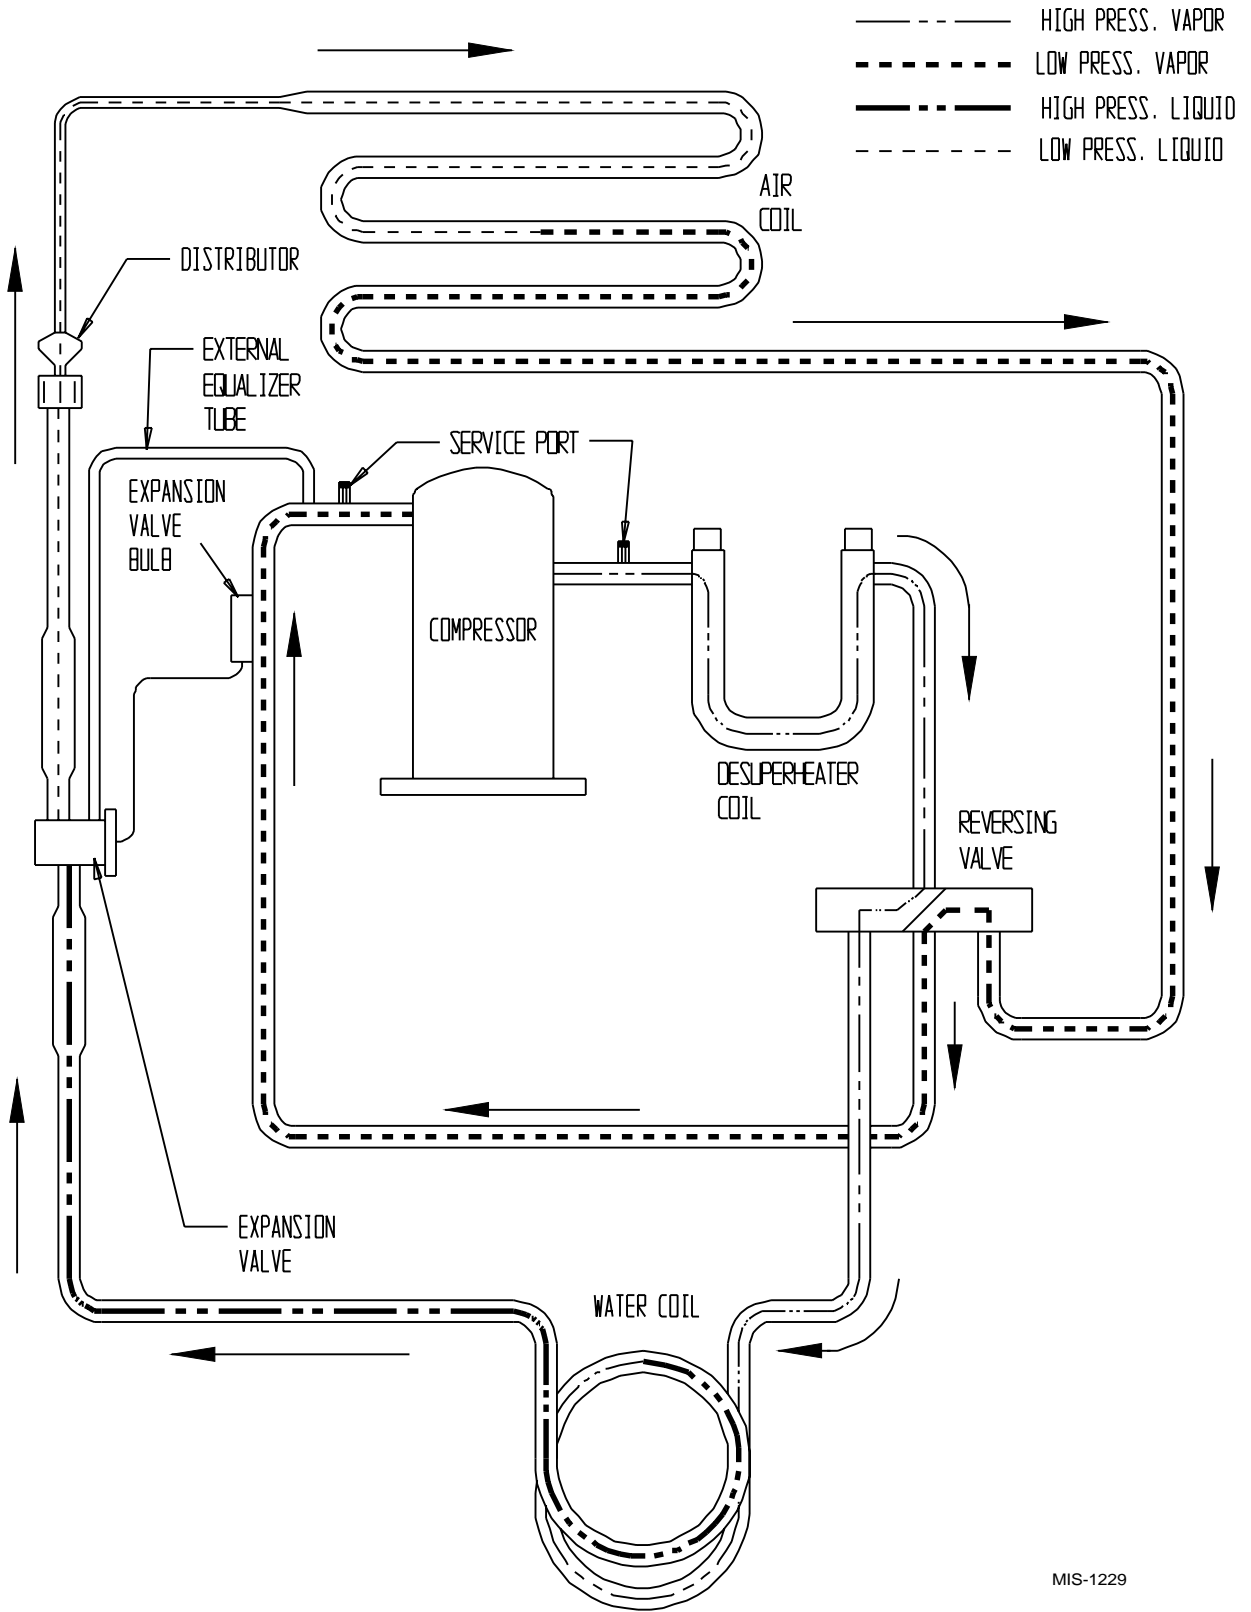 HIGH PRESS. VAPOR
LOW PRESS. VAPOR
HIGH PRESS. LIQUID
LOW PRESS. LIQUID
AIR
COIL
DISTRIBUTOR
EXTERNAL
EQUALIZER
TUBE
SERVICE PORT
EXPANSION
VALVE
BULB
COMPRESSOR
DESUPERHEATER
COIL
REVERSING
VALVE
EXPANSION
VALVE
WATER COIL
MIS-1229